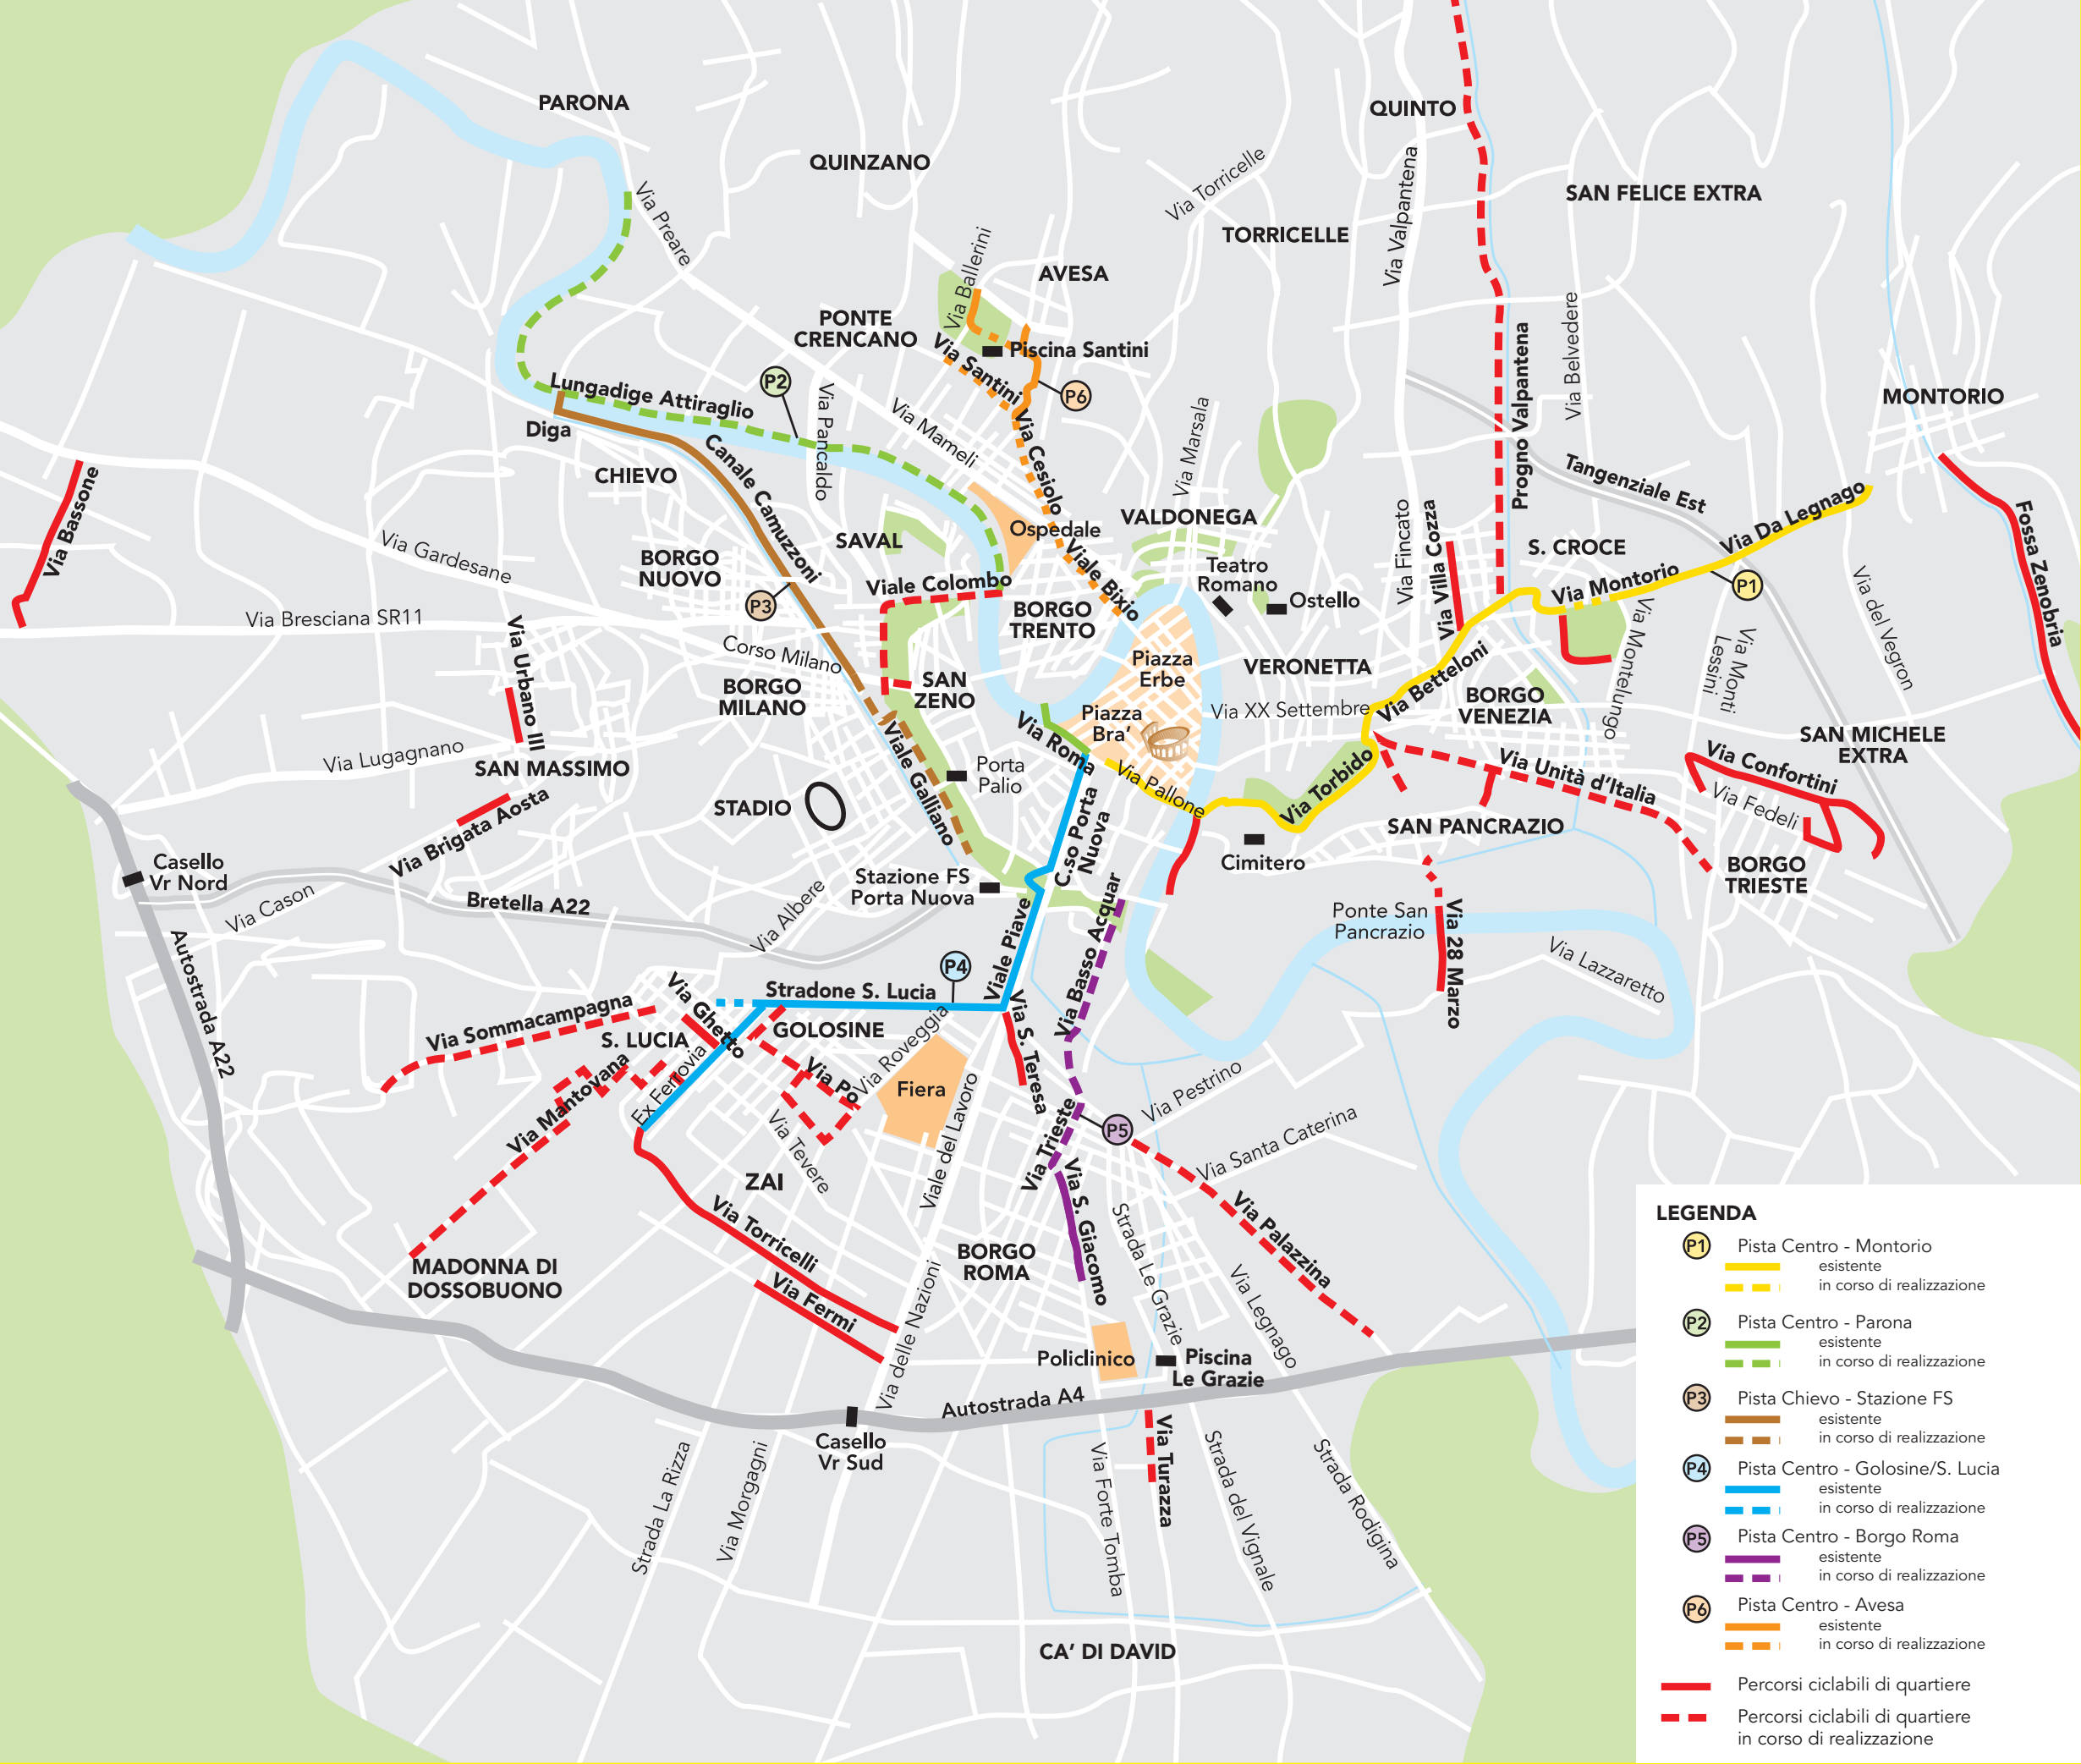 PARONA
QUINZANO
QUINTO
SAN FELICE EXTRA
Via Preare
Via Torricelle
Via Valpantena
TORRICELLE
Via Ballerini
AVESA
PONTE
CRENCANO
Via Santini
Piscina Santini
P6
P2
Lungadige Attiraglio
Via Pancaldo
Via Mameli
Via Cesiolo
Via Marsala
Progno Valpantena
Via Belvedere
MONTORIO
Diga
CHIEVO
Canale Camuzzoni
Tangenziale Est
Via Da Legnago
Fossa Zenobria
Via Bassone
Via Gardesane
BORGO
NUOVO
SAVAL
Ospedale
VALDONEGA
Viale Bixio
Via Fincato
Via Villa Cozza
S. CROCE
Via Montorio
P1
P3
Viale Colombo
BORGO
TRENTO
Teatro
Romano
Ostello
Via Bresciana SR11
Via Urbano III
Corso Milano
BORGO
MILANO
SAN
ZENO
Piazza
Erbe
VERONETTA
Via Betteloni
BORGO
VENEZIA
Via Montelungo
Via Monti
Lessini
Via del Vegron
Via XX Settembre
Piazza
Bra'
Via Roma
Via Lugagnano
SAN MASSIMO
Viale Galliano
Porta
Palio
STADIO
Via Pallone
Via Torbido
Via Unità d'Italia
SAN MICHELE
EXTRA
Via Confortini
Via Fedeli
Via Brigata Aosta
C.so Porta
Nuova
Cimitero
SAN PANCRAZIO
BORGO
TRIESTE
Casello
Vr Nord
Via Cason
Bretella A22
Via Albere
Stazione FS
Porta Nuova
Ponte San
Pancrazio
Via 28 Marzo
Via Lazzaretto
Autostrada A22
Viale Piave
Via Basso Acquar
P4
Stradone S. Lucia
Via Sommacampagna
Via Ghetto
S. LUCIA
GOLOSINE
Via Roveggia
Via S. Teresa
Via Mantovana
Ex Ferrovia
Via Po
Fiera
Via Tevere
Viale del Lavoro
Via Trieste
P5
Via Pestrino
Via Santa Caterina
ZAI
Via Torricelli
Via Fermi
MADONNA DI
DOSSOBUONO
BORGO
ROMA
Via S. Giacomo
Strada Le Grazie
Via Palazzina
Via Legnago
Via delle Nazioni
Policlinico
Piscina
Le Grazie
Autostrada A4
Casello
Vr Sud
Strada La Rizza
Via Morgagni
Via Forte Tomba
Via Turazza
Strada del Vignale
Strada Rodigina
CA' DI DAVID
LEGENDA
P1 Pista Centro - Montorio
esistente
in corso di realizzazione
P2 Pista Centro - Parona
esistente
in corso di realizzazione
P3 Pista Chievo - Stazione FS
esistente
in corso di realizzazione
P4 Pista Centro - Golosine/S. Lucia
esistente
in corso di realizzazione
P5 Pista Centro - Borgo Roma
esistente
in corso di realizzazione
P6 Pista Centro - Avesa
esistente
in corso di realizzazione
Percorsi ciclabili di quartiere
Percorsi ciclabili di quartiere
in corso di realizzazione